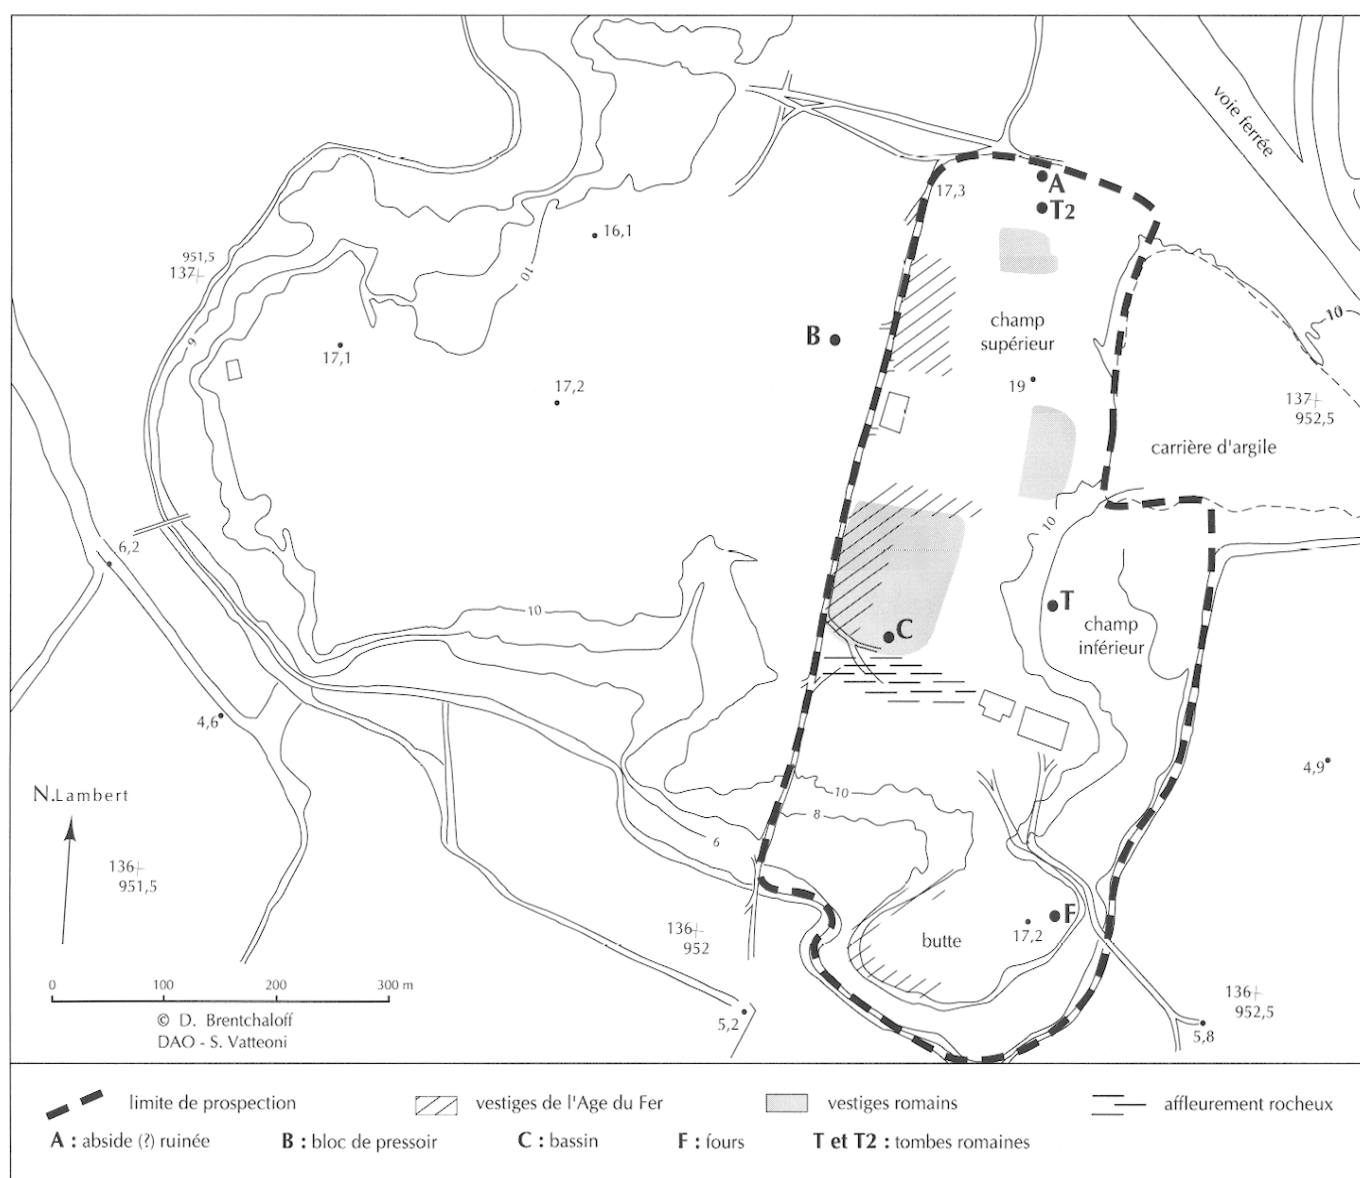 voie ferrée
A
T2
17,3
16,1
10
951,5
137
6
17,1
17,2
B
champ
supérieur
19
10
137
952,5
carrière d'argile
10
6,2
10
T
C
champ
inférieur
4,6
4,9
N.Lambert
10
8
6
136
951,5
136
952
butte
17,2
F
136
952,5
0 100 200 300 m
© D. Brentchaloff
DAO - S. Vatteoni
5,2
5,8
limite de prospection
vestiges de l'Age du Fer
vestiges romains
affleurement rocheux
A : abside (?) ruinée
B : bloc de pressoir
C : bassin
F : fours
T et T2 : tombes romaines